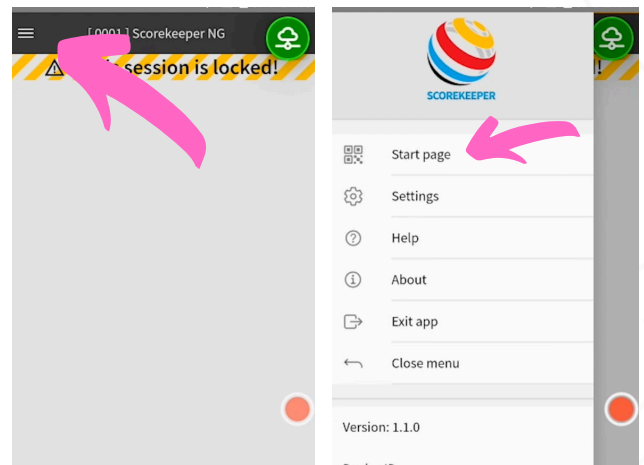 [ 0001 ] Scorekeeper NG
session is locked!
SCOREKEEPER
Start page
Settings
Help
About
Exit app
Close menu
Version: 1.1.0